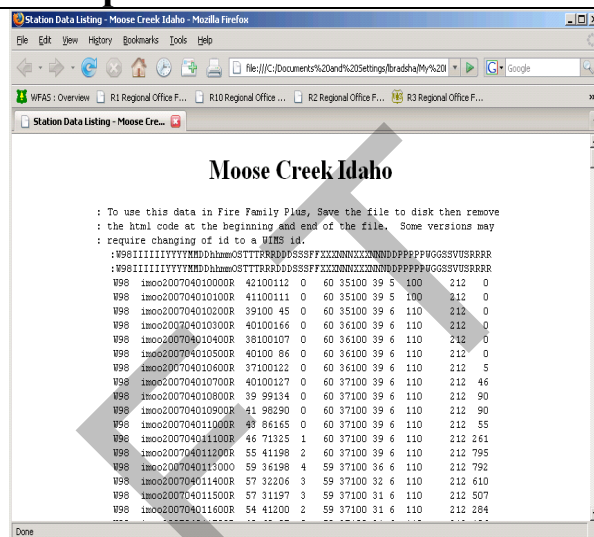 Station Data Listing - Moose Creek Idaho - Mozilla Firefox
File Edit View History Bookmarks Tools Help
file:///C:/Documents%20and%20Settings/lbradsha/My%20
Google
WFAS : Overview R1 Regional Office F... R10 Regional Office ... R2 Regional Office F... R3 Regional Office F...
Station Data Listing - Moose Cre...
Moose Creek Idaho
: To use this data in Fire Family Plus, Save the file to disk then remove
: the html code at the beginning and end of the file. Some versions may
: require changing of id to a WIMS id.
:W98IIIIIIYYYYMMDDhhmmOSTTTRRRDDDSSSFFXXXNNNXXXNNNDDPPPPPWGGSSVUSRRRR
:W98IIIIIIYYYYMMDDhhmmOSTTTRRRDDDSSSFFXXXNNNXXXNNNDDPPPPPWGGSSVUSRRRR
W98 imoo200704010000R 42100112 0 60 35100 39 5 100 212 0
W98 imoo200704010100R 41100111 0 60 35100 39 5 100 212 0
W98 imoo200704010200R 39100 45 0 60 35100 39 6 110 212 0
W98 imoo200704010300R 40100166 0 60 36100 39 6 110 212 0
W98 imoo200704010400R 38100107 0 60 36100 39 6 110 212 0
W98 imoo200704010500R 40100 86 0 60 36100 39 6 110 212 0
W98 imoo200704010600R 37100122 0 60 36100 39 6 110 212 5
W98 imoo200704010700R 40100127 0 60 37100 39 6 110 212 46
W98 imoo200704010800R 39 99134 0 60 37100 39 6 110 212 90
W98 imoo200704010900R 41 98290 0 60 37100 39 6 110 212 90
W98 imoo200704011000R 43 86165 0 60 37100 39 6 110 212 55
W98 imoo200704011100R 46 71325 1 60 37100 39 6 110 212 261
W98 imoo200704011200R 55 41198 2 60 37100 39 6 110 212 795
W98 imoo200704011300O 59 36198 4 59 37100 36 6 110 212 792
W98 imoo200704011400R 57 32206 3 59 37100 32 6 110 212 610
W98 imoo200704011500R 57 31197 3 59 37100 31 6 110 212 507
W98 imoo200704011600R 54 41200 2 59 37100 31 6 110 212 284
Done